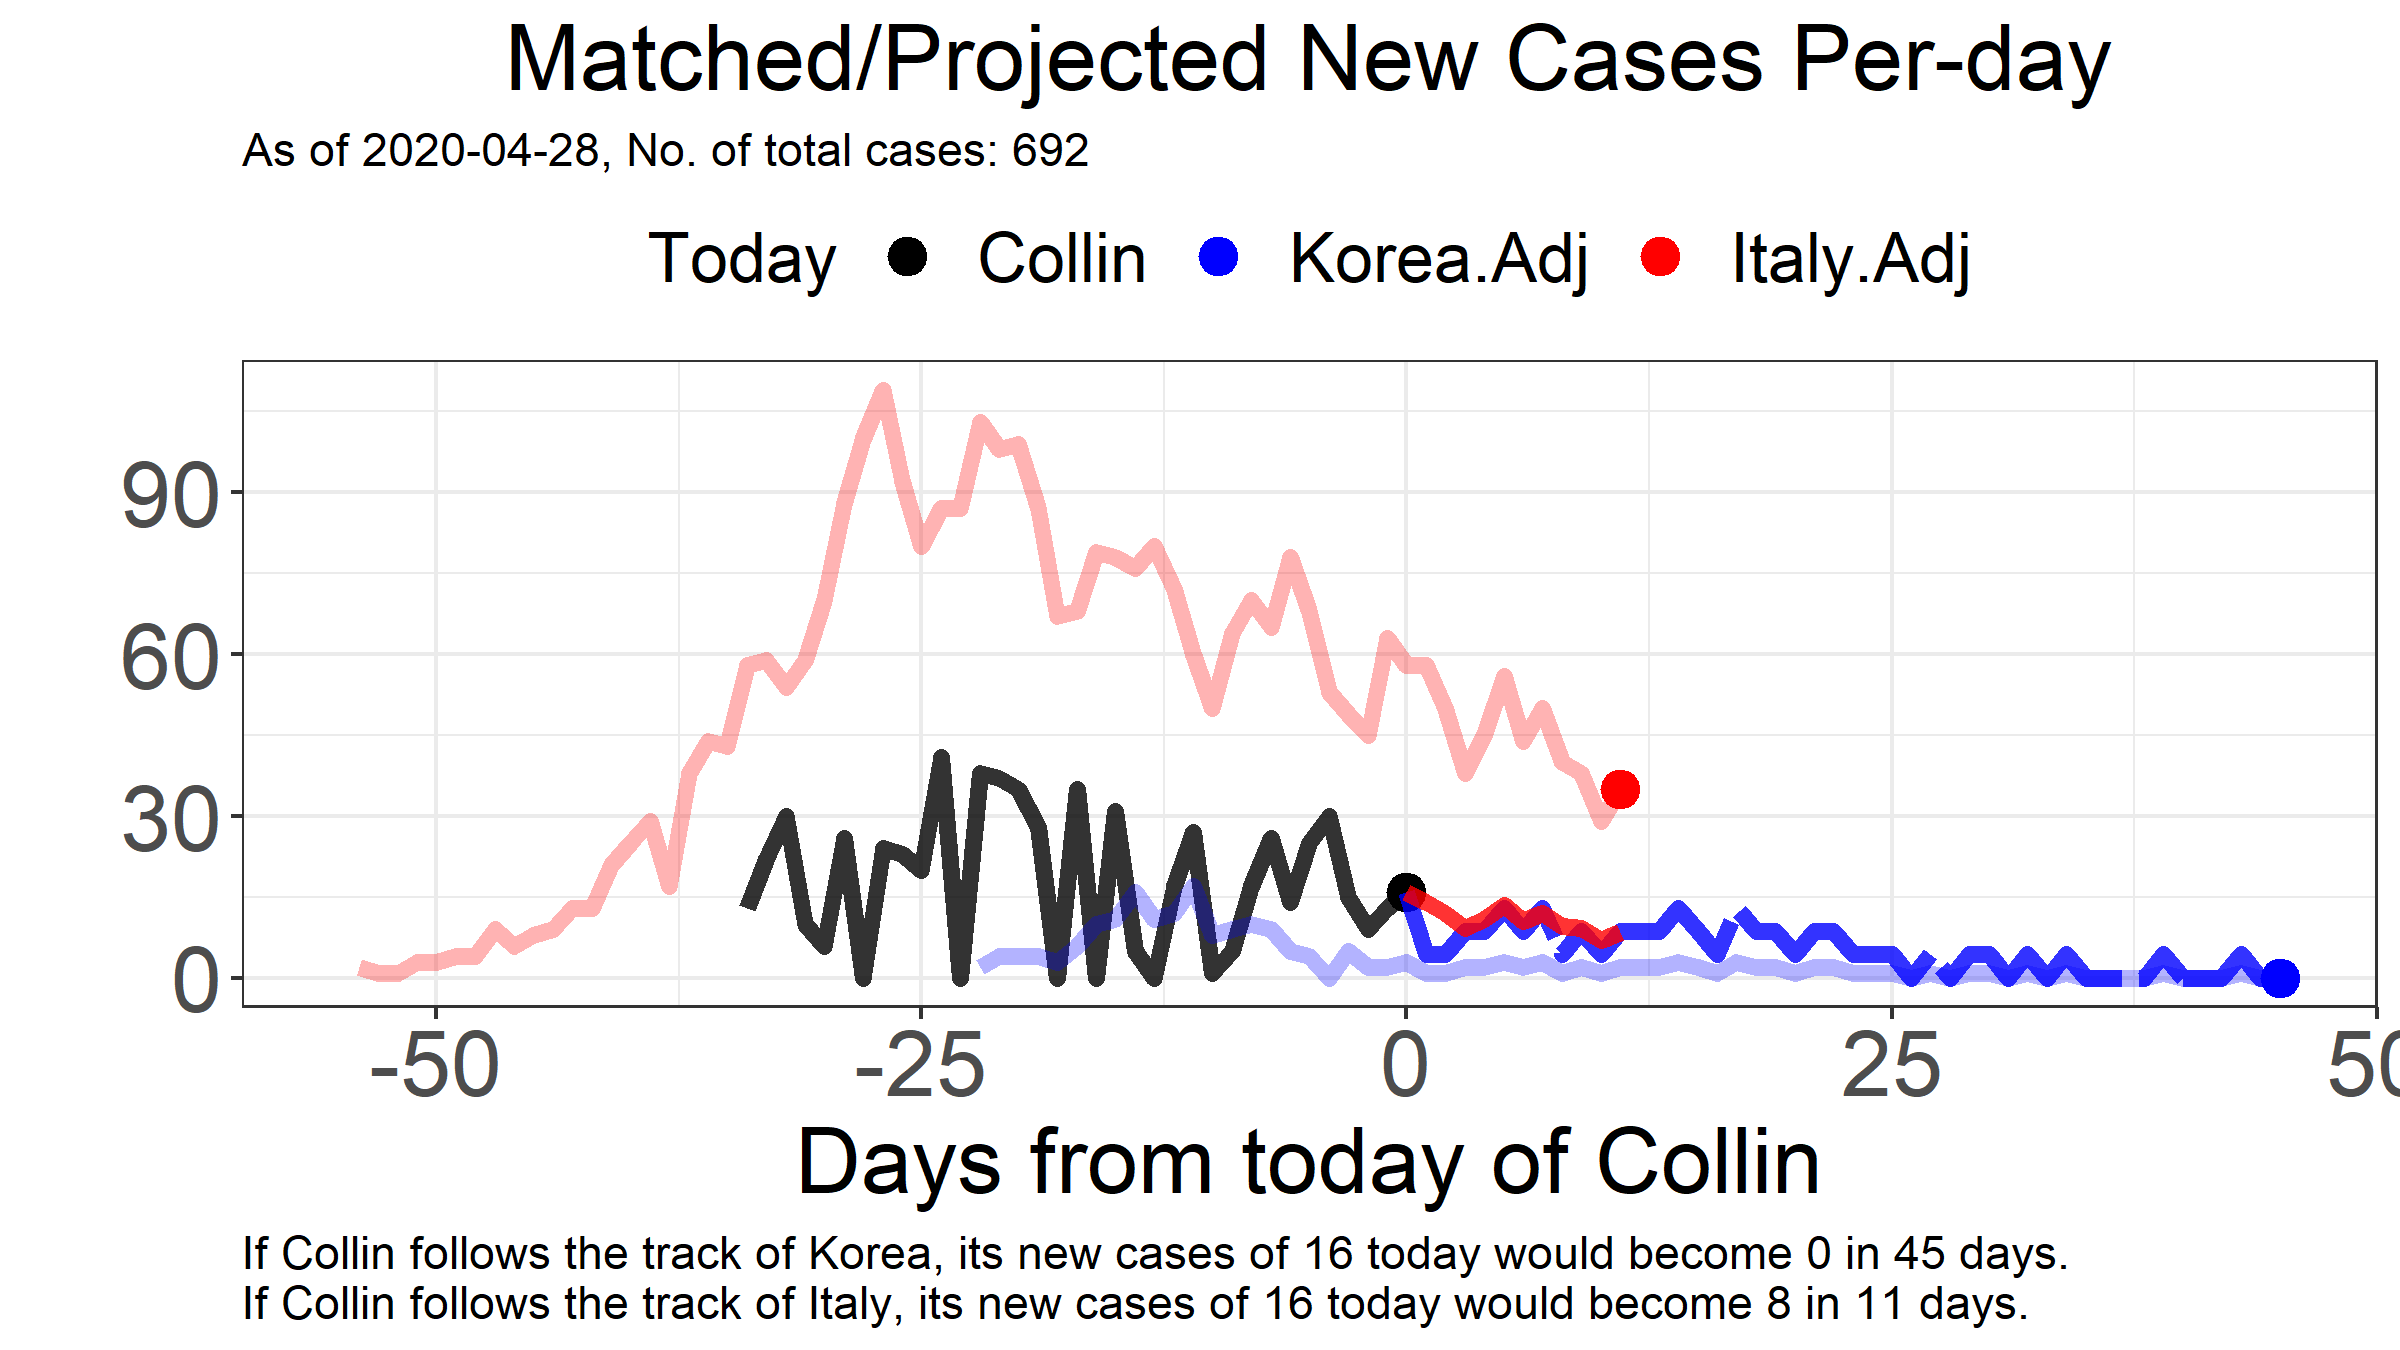 Matched/Projected New Cases Per-day
As of 2020-04-28, No. of total cases: 692
Today Collin Korea.Adj Italy.Adj
90
60
30
0
-50 -25 0 25 50
Days from today of Collin
If Collin follows the track of Korea, its new cases of 16 today would become 0 in 45 days.
If Collin follows the track of Italy, its new cases of 16 today would become 8 in 11 days.